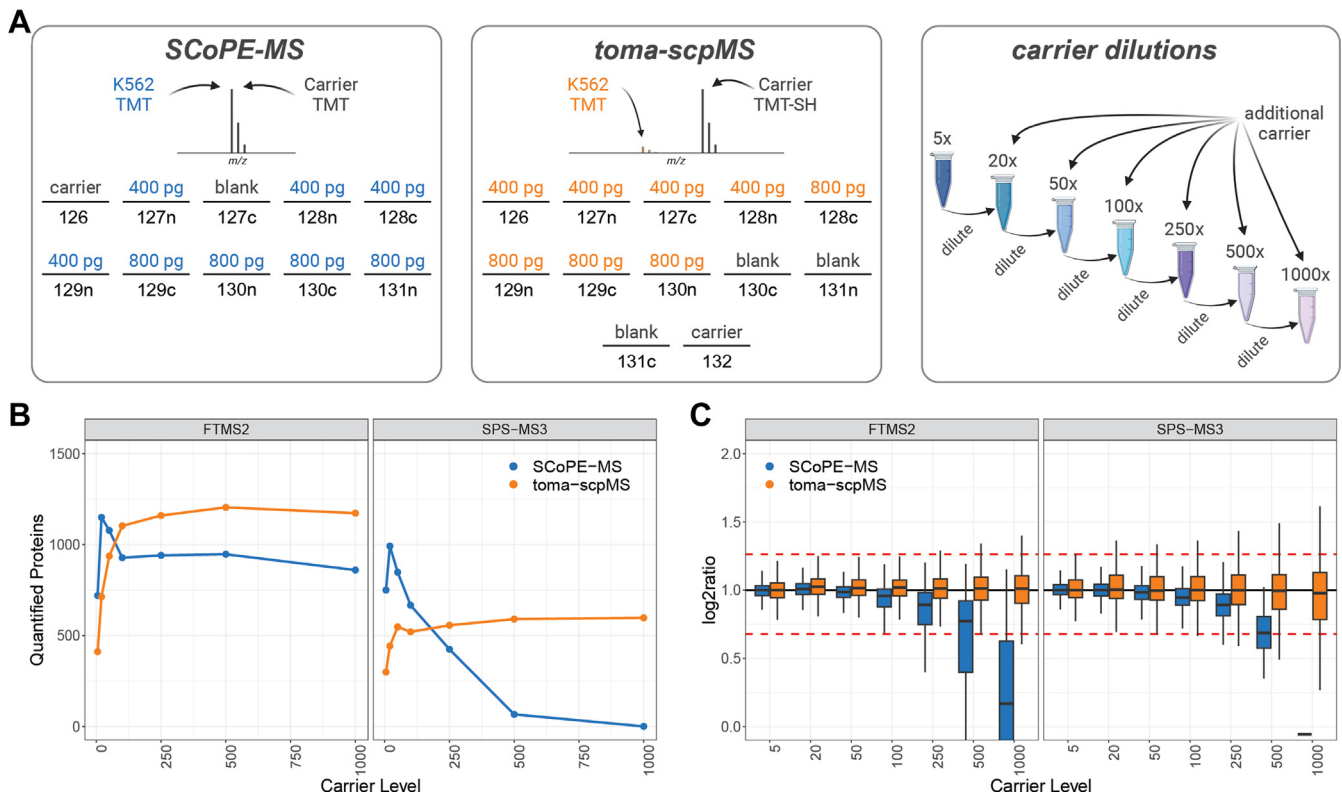 A
SCoPE-MS
K562
TMT
Carrier
TMT
m/z
carrier
126
400 pg
127n
blank
127c
400 pg
128n
400 pg
128c
400 pg
129n
800 pg
129c
800 pg
130n
800 pg
130c
800 pg
131n
toma-scpMS
K562
TMT
Carrier
TMT-SH
m/z
400 pg
126
400 pg
127n
400 pg
127c
400 pg
128n
800 pg
128c
800 pg
129n
800 pg
129c
800 pg
130n
blank
130c
blank
131n
blank
131c
carrier
132
carrier dilutions
additional
carrier
5x
20x
50x
100x
250x
500x
1000x
dilute
dilute
dilute
dilute
dilute
dilute
B
FTMS2
SPS−MS3
Quantified Proteins
1500
1000
500
0
SCoPE−MS
toma−scpMS
0
250
500
750
1000
0
250
500
750
1000
Carrier Level
C
FTMS2
SPS−MS3
log2ratio
2.0
1.5
1.0
0.5
0.0
SCoPE−MS
toma−scpMS
5
20
50
100
250
500
1000
5
20
50
100
250
500
1000
Carrier Level